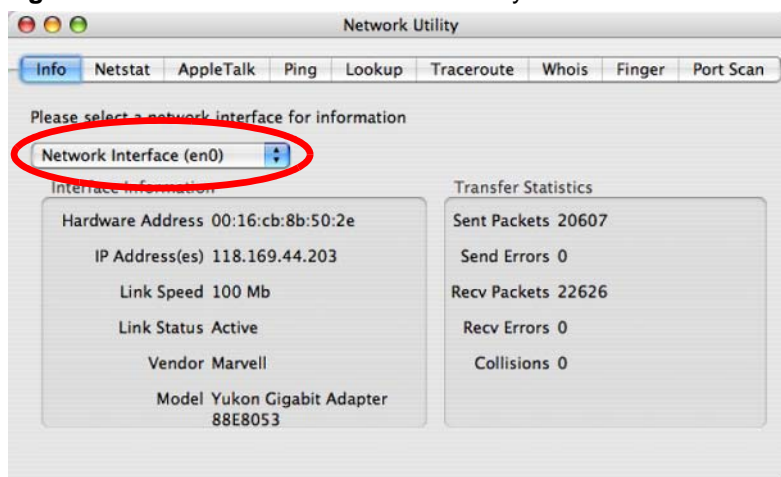 Network Utility
Info Netstat AppleTalk Ping Lookup Traceroute Whois Finger Port Scan
Please select a network interface for information
Network Interface (en0)
Interface Information
Hardware Address 00:16:cb:8b:50:2e
IP Address(es) 118.169.44.203
Link Speed 100 Mb
Link Status Active
Vendor Marvell
Model Yukon Gigabit Adapter
88E8053
Transfer Statistics
Sent Packets 20607
Send Errors 0
Recv Packets 22626
Recv Errors 0
Collisions 0